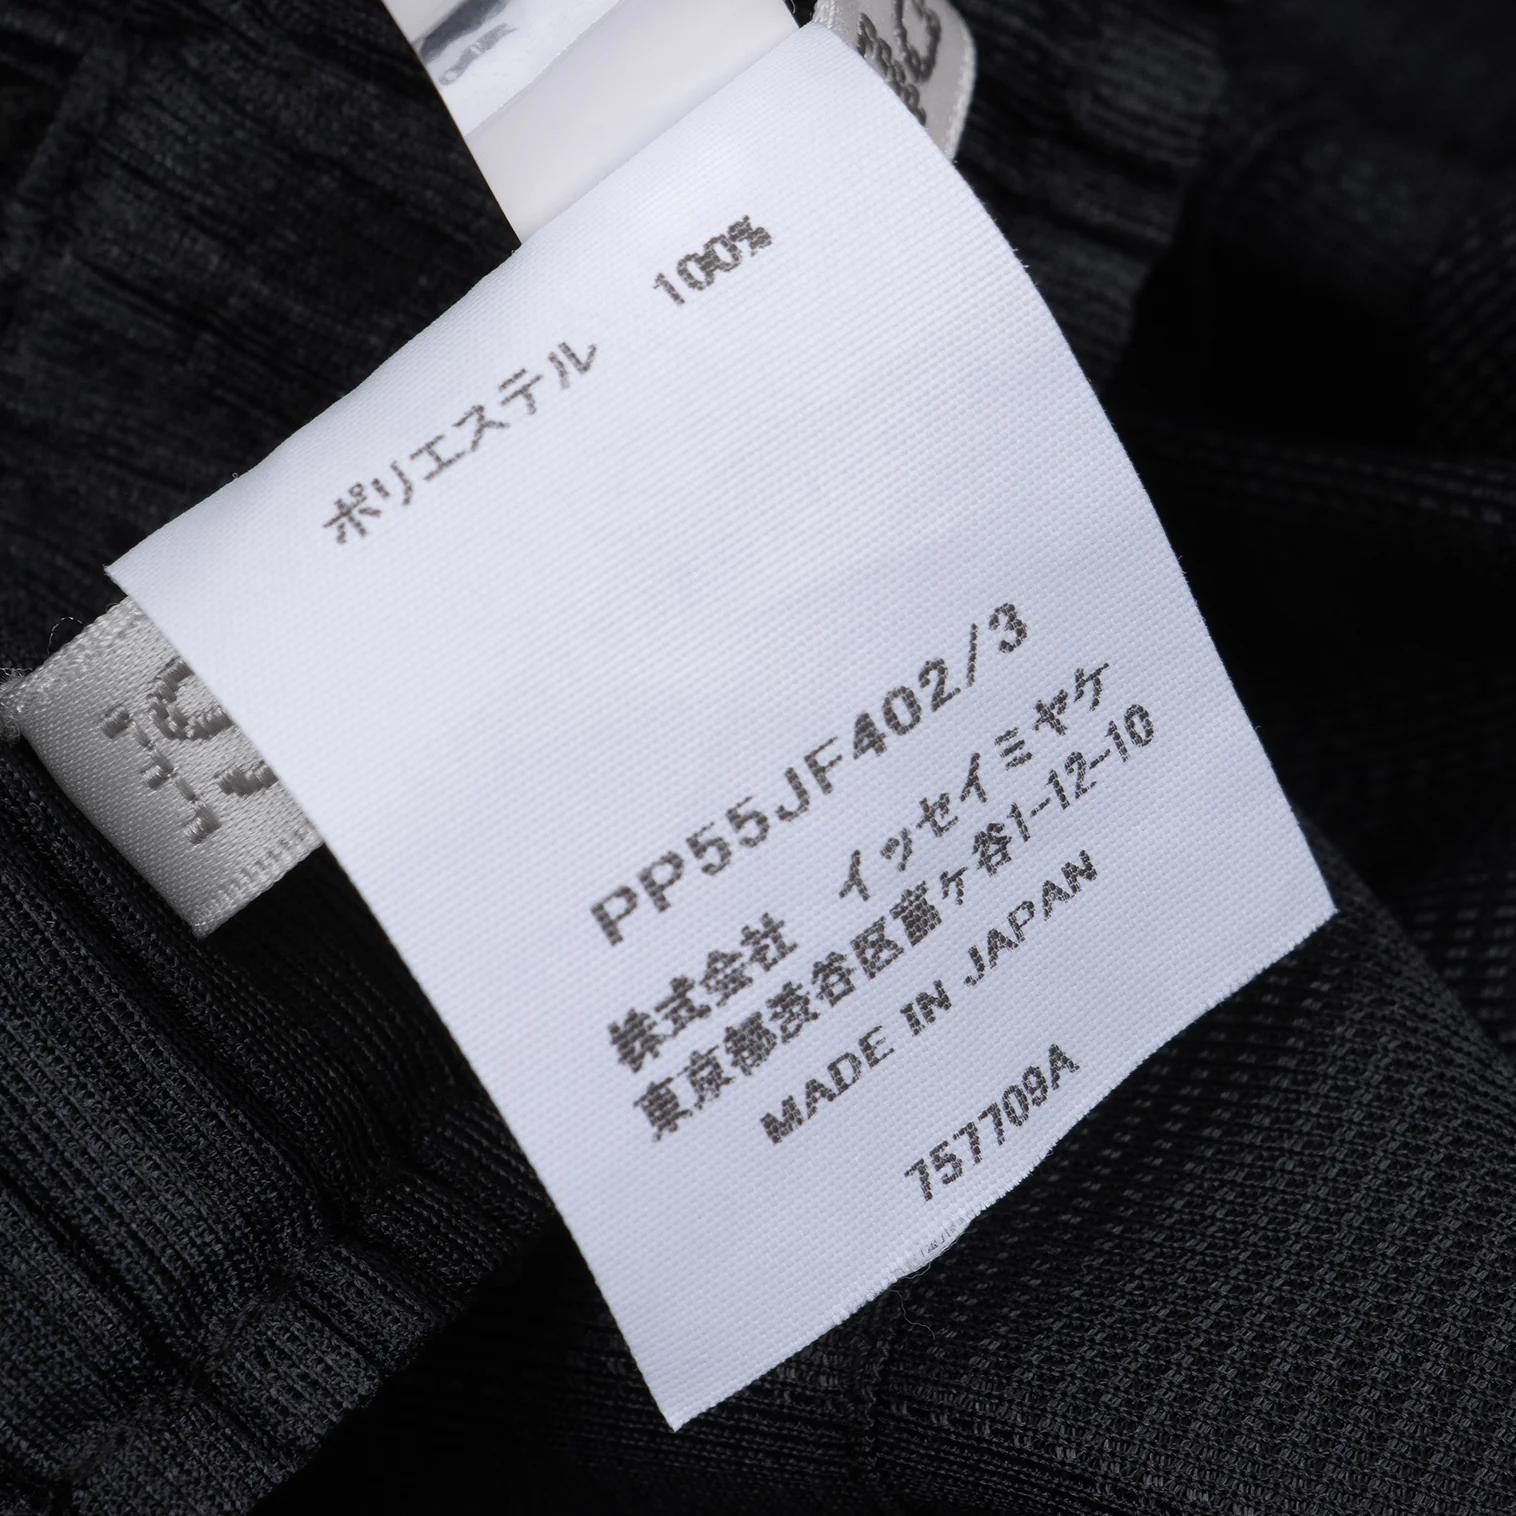 ポリエステル 100%
PP55JF402/3
株式会社 イッセイミヤケ
東京都渋谷区富ヶ谷1-12-10
MADE IN JAPAN
757709A